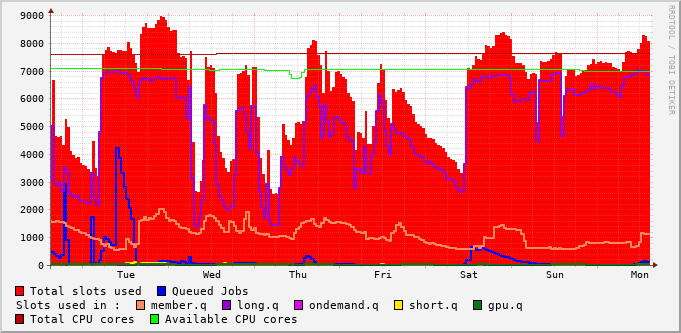 9000
8000
7000
6000
5000
4000
3000
2000
1000
0
Tue Wed Thu Fri Sat Sun Mon
Total slots used Queued Jobs
Slots used in : member.q long.q ondemand.q short.q gpu.q
Total CPU cores Available CPU cores
RRDTOOL / TOBI OETIKER